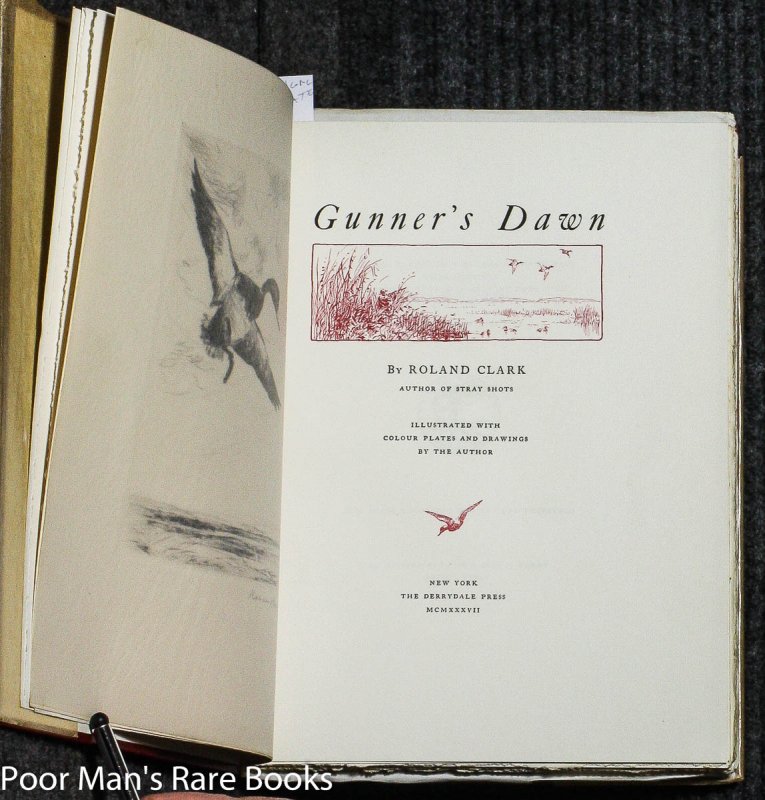 Gunner's Dawn
By ROLAND CLARK
AUTHOR OF STRAY SHOTS
ILLUSTRATED WITH
COLOUR PLATES AND DRAWINGS
BY THE AUTHOR
NEW YORK
THE DERRYDALE PRESS
MCMXXXVII
Poor Man's Rare Books